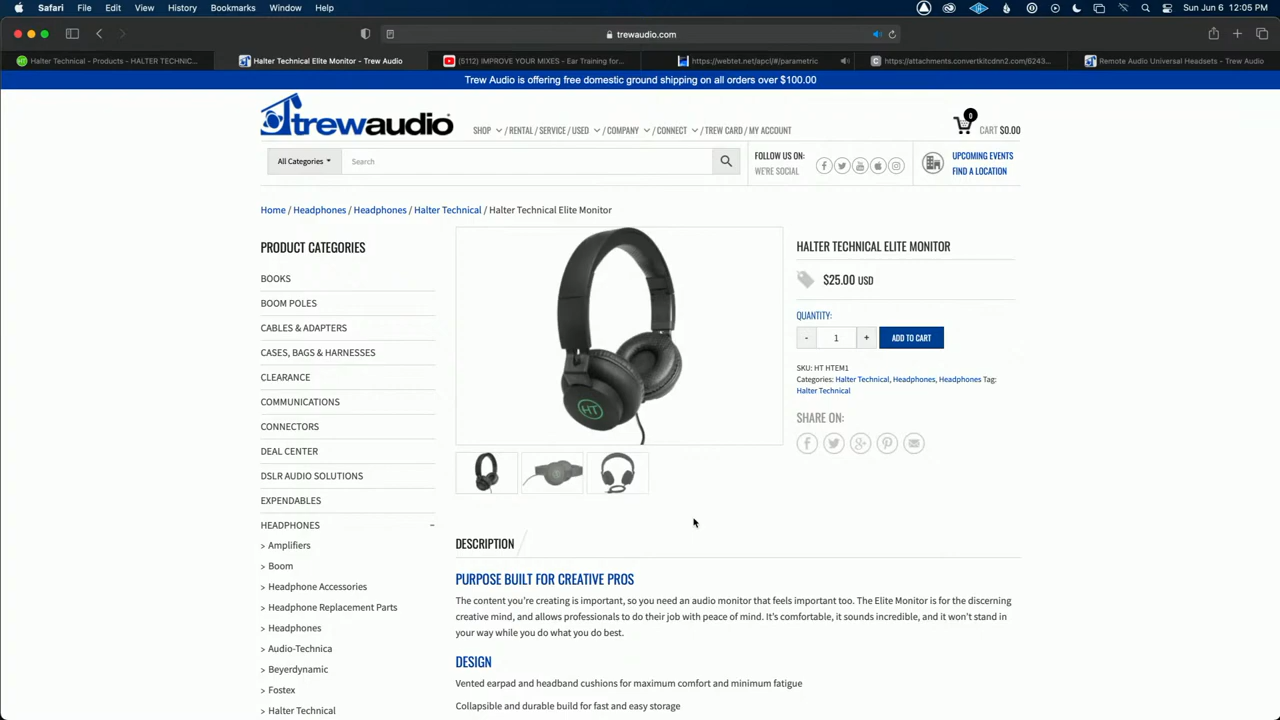 Safari File Edit View History Bookmarks Window Help Sun Jun 6 12:05 PM
trewaudio.com
Halter Technical - Products - HALTER TECHNIC...
Halter Technical Elite Monitor - Trew Audio
(5112) IMPROVE YOUR MIXES - Ear Training for...
https://webtet.net/apcl/#/parametric
https://attachments.convertkitcdnn2.com/6243...
Remote Audio Universal Headsets - Trew Audio
Trew Audio is offering free domestic ground shipping on all orders over $100.00
trewaudio
SHOP / RENTAL / SERVICE / USED / COMPANY / CONNECT / TREW CARD / MY ACCOUNT
0
CART $0.00
All Categories
Search
FOLLOW US ON:
WE'RE SOCIAL
UPCOMING EVENTS
FIND A LOCATION
Home / Headphones / Headphones / Halter Technical / Halter Technical Elite Monitor
PRODUCT CATEGORIES
BOOKS
BOOM POLES
CABLES & ADAPTERS
CASES, BAGS & HARNESSES
CLEARANCE
COMMUNICATIONS
CONNECTORS
DEAL CENTER
DSLR AUDIO SOLUTIONS
EXPENDABLES
HEADPHONES
> Amplifiers
> Boom
> Headphone Accessories
> Headphone Replacement Parts
> Headphones
> Audio-Technica
> Beyerdynamic
> Fostex
> Halter Technical
HT
HALTER TECHNICAL ELITE MONITOR
$25.00 USD
QUANTITY:
- 1 + ADD TO CART
SKU: HT HTEM1
Categories: Halter Technical, Headphones, Headphones Tag:
Halter Technical
SHARE ON:
DESCRIPTION
PURPOSE BUILT FOR CREATIVE PROS
The content you're creating is important, so you need an audio monitor that feels important too. The Elite Monitor is for the discerning
creative mind, and allows professionals to do their job with peace of mind. It's comfortable, it sounds incredible, and it won't stand in
your way while you do what you do best.
DESIGN
Vented earpad and headband cushions for maximum comfort and minimum fatigue
Collapsible and durable build for fast and easy storage